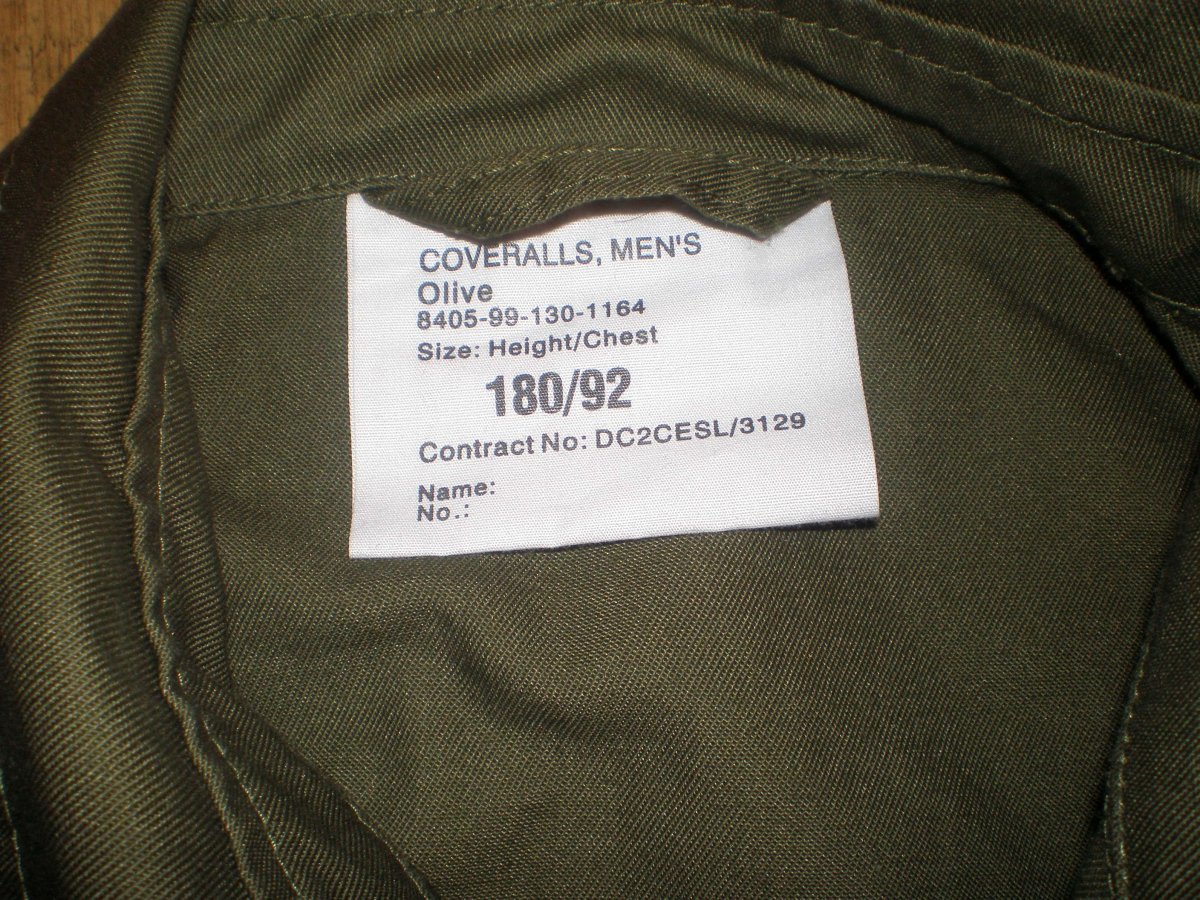 COVERALLS, MEN'S
Olive
8405-99-130-1164
Size: Height/Chest
180/92
Contract No: DC2CESL/3129
Name:
No.: